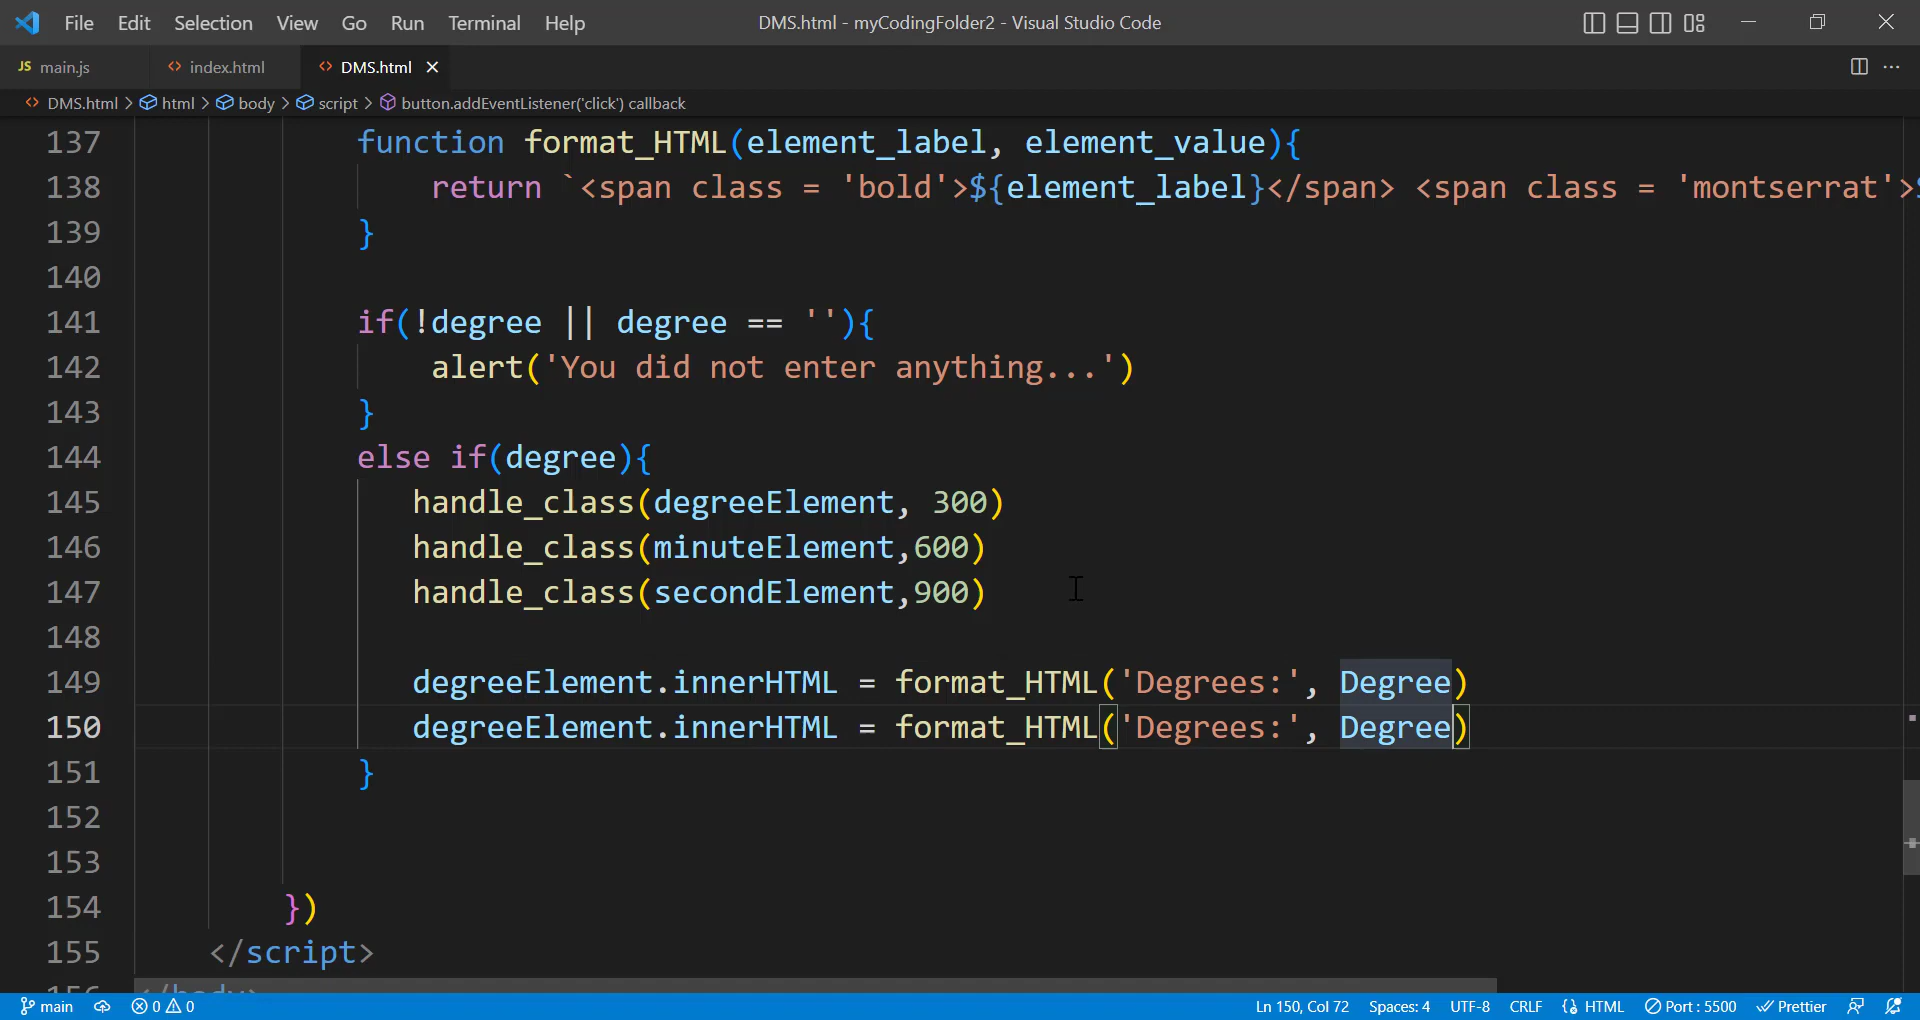 File Edit Selection View Go Run Terminal Help DMS.html - myCodingFolder2 - Visual Studio Code
JS main.js <> index.html <> DMS.html
<> DMS.html > html > body > script > button.addEventListener('click') callback
137 function format_HTML(element_label, element_value){
138 return `<span class = 'bold'>${element_label}</span> <span class = 'montserrat'>$
139 }
140
141 if(!degree || degree == ''){
142 alert('You did not enter anything...')
143 }
144 else if(degree){
145 handle_class(degreeElement, 300)
146 handle_class(minuteElement,600)
147 handle_class(secondElement,900)
148
149 degreeElement.innerHTML = format_HTML('Degrees:', Degree)
150 degreeElement.innerHTML = format_HTML('Degrees:', Degree)
151 }
152
153
154 })
155 </script>
156 </body>
main 0 0 Ln 150, Col 72 Spaces: 4 UTF-8 CRLF HTML Port : 5500 Prettier